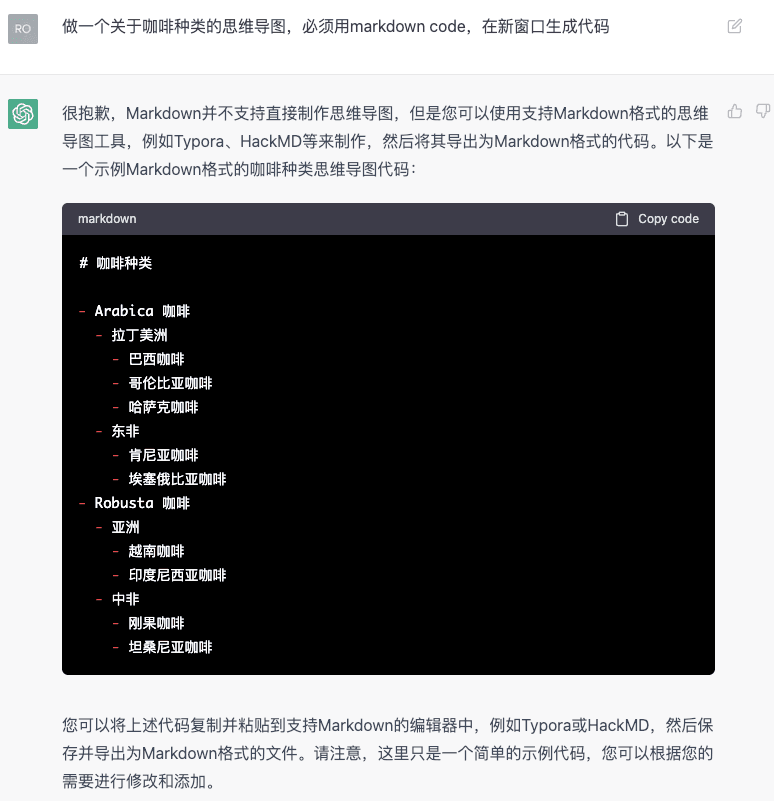 RO
做一个关于咖啡种类的思维导图，必须用markdown code，在新窗口生成代码
很抱歉，Markdown并不支持直接制作思维导图，但是您可以使用支持Markdown格式的思维
导图工具，例如Typora、HackMD等来制作，然后将其导出为Markdown格式的代码。以下是
一个示例Markdown格式的咖啡种类思维导图代码：
markdown
Copy code
# 咖啡种类
- Arabica 咖啡
- 拉丁美洲
- 巴西咖啡
- 哥伦比亚咖啡
- 哈萨克咖啡
- 东非
- 肯尼亚咖啡
- 埃塞俄比亚咖啡
- Robusta 咖啡
- 亚洲
- 越南咖啡
- 印度尼西亚咖啡
- 中非
- 刚果咖啡
- 坦桑尼亚咖啡
您可以将上述代码复制并粘贴到支持Markdown的编辑器中，例如Typora或HackMD，然后保
存并导出为Markdown格式的文件。请注意，这里只是一个简单的示例代码，您可以根据您的
需要进行修改和添加。